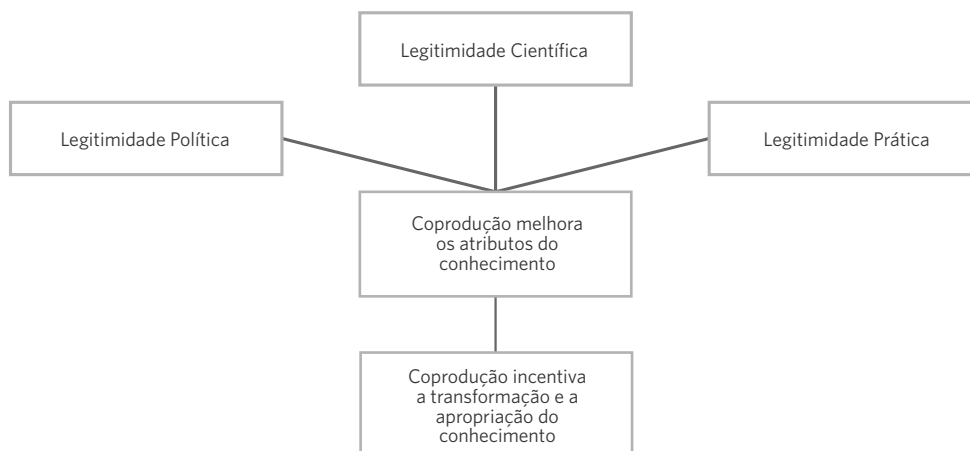 Legitimidade Científica
Legitimidade Política
Legitimidade Prática
Coprodução melhora
os atributos do
conhecimento
Coprodução incentiva
a transformação e a
apropriação do
conhecimento